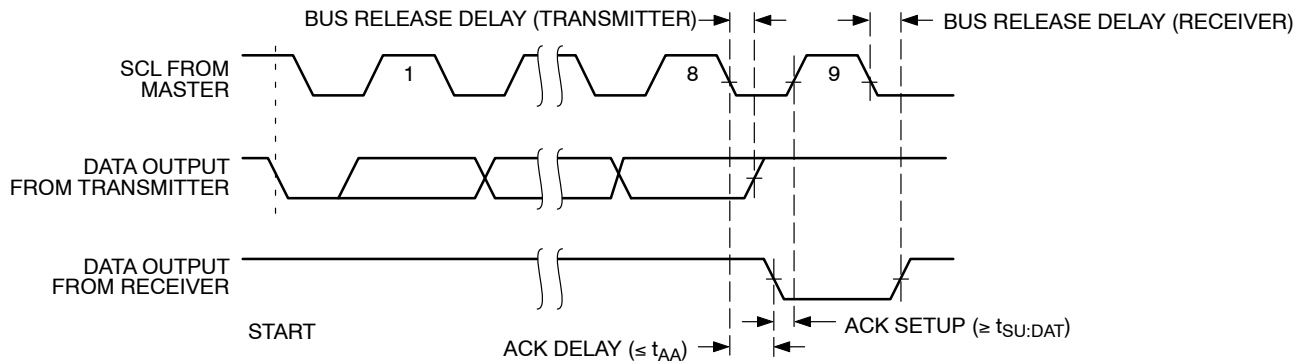 BUS RELEASE DELAY (TRANSMITTER)
BUS RELEASE DELAY (RECEIVER)
SCL FROM
MASTER
1
8
9
DATA OUTPUT
FROM TRANSMITTER
DATA OUTPUT
FROM RECEIVER
START
ACK SETUP (≥ tSU:DAT)
ACK DELAY (≤ tAA)